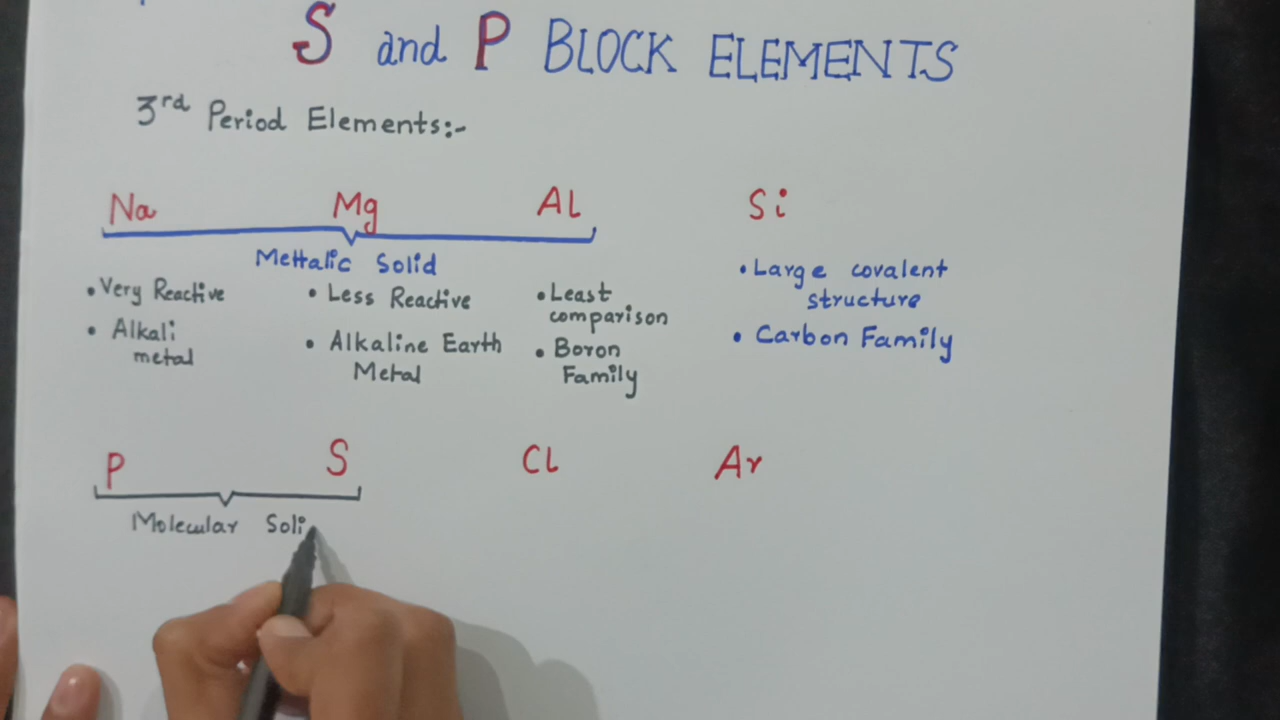 S and P BLOCK ELEMENTS
3rd Period Elements:-
Na Mg Al Si
Mettalic Solid
• Very Reactive
• Alkali
metal
• Less Reactive
• Alkaline Earth
Metal
• Least
comparison
• Boron
Family
• Large covalent
structure
• Carbon Family
P S Cl Ar
Molecular Soli